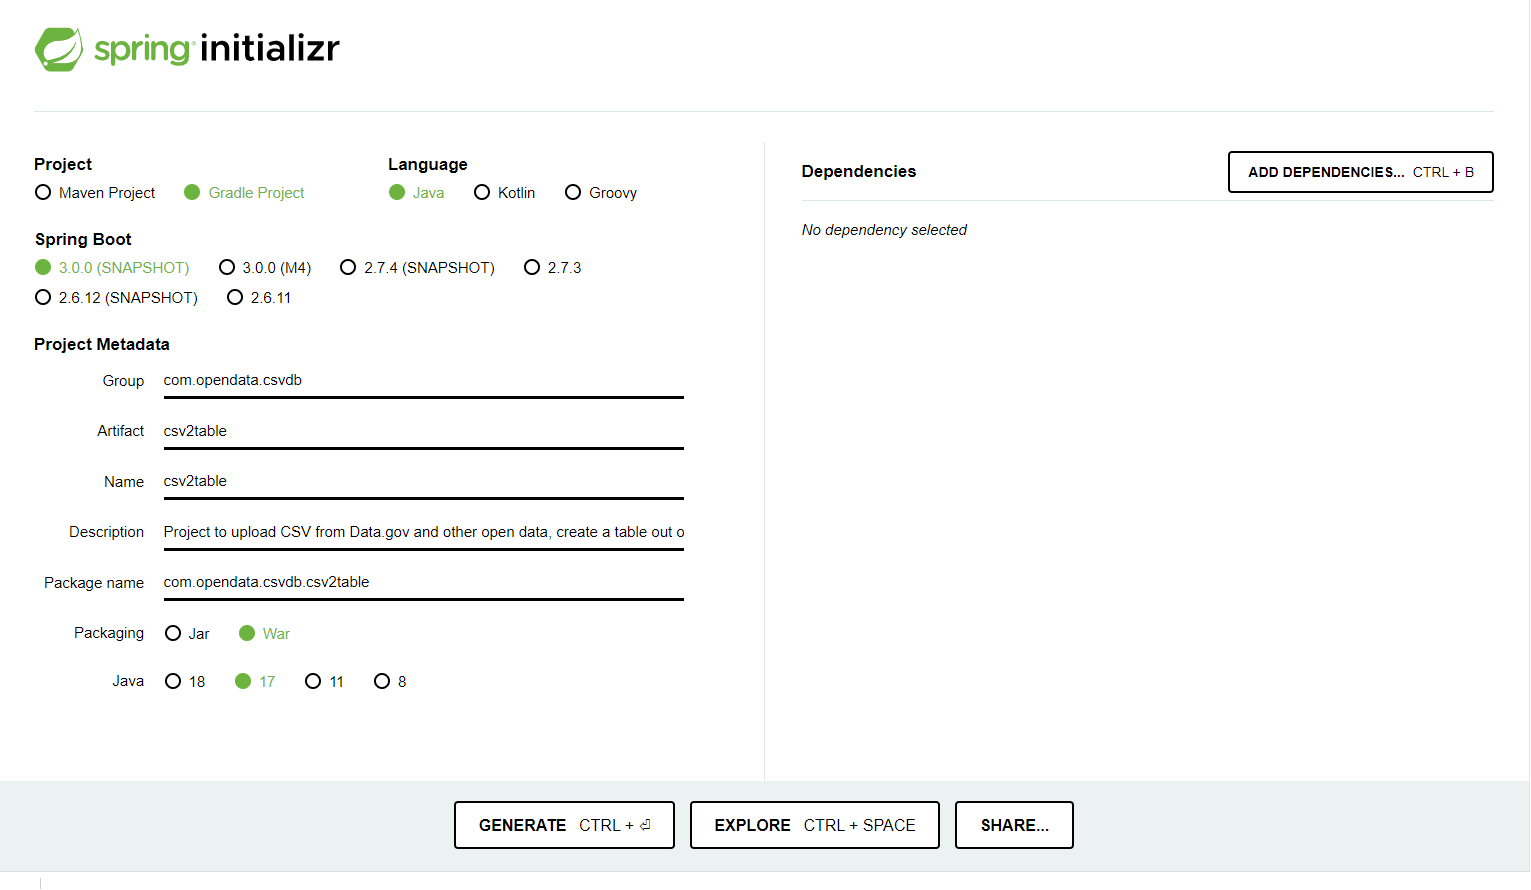 spring initializr
Project
Maven Project Gradle Project
Language
Java Kotlin Groovy
Spring Boot
3.0.0 (SNAPSHOT) 3.0.0 (M4) 2.7.4 (SNAPSHOT) 2.7.3
2.6.12 (SNAPSHOT) 2.6.11
Project Metadata
Group com.opendata.csvdb
Artifact csv2table
Name csv2table
Description Project to upload CSV from Data.gov and other open data, create a table out o
Package name com.opendata.csvdb.csv2table
Packaging Jar War
Java 18 17 11 8
Dependencies ADD DEPENDENCIES... CTRL + B
No dependency selected
GENERATE CTRL + ⏎ EXPLORE CTRL + SPACE SHARE...